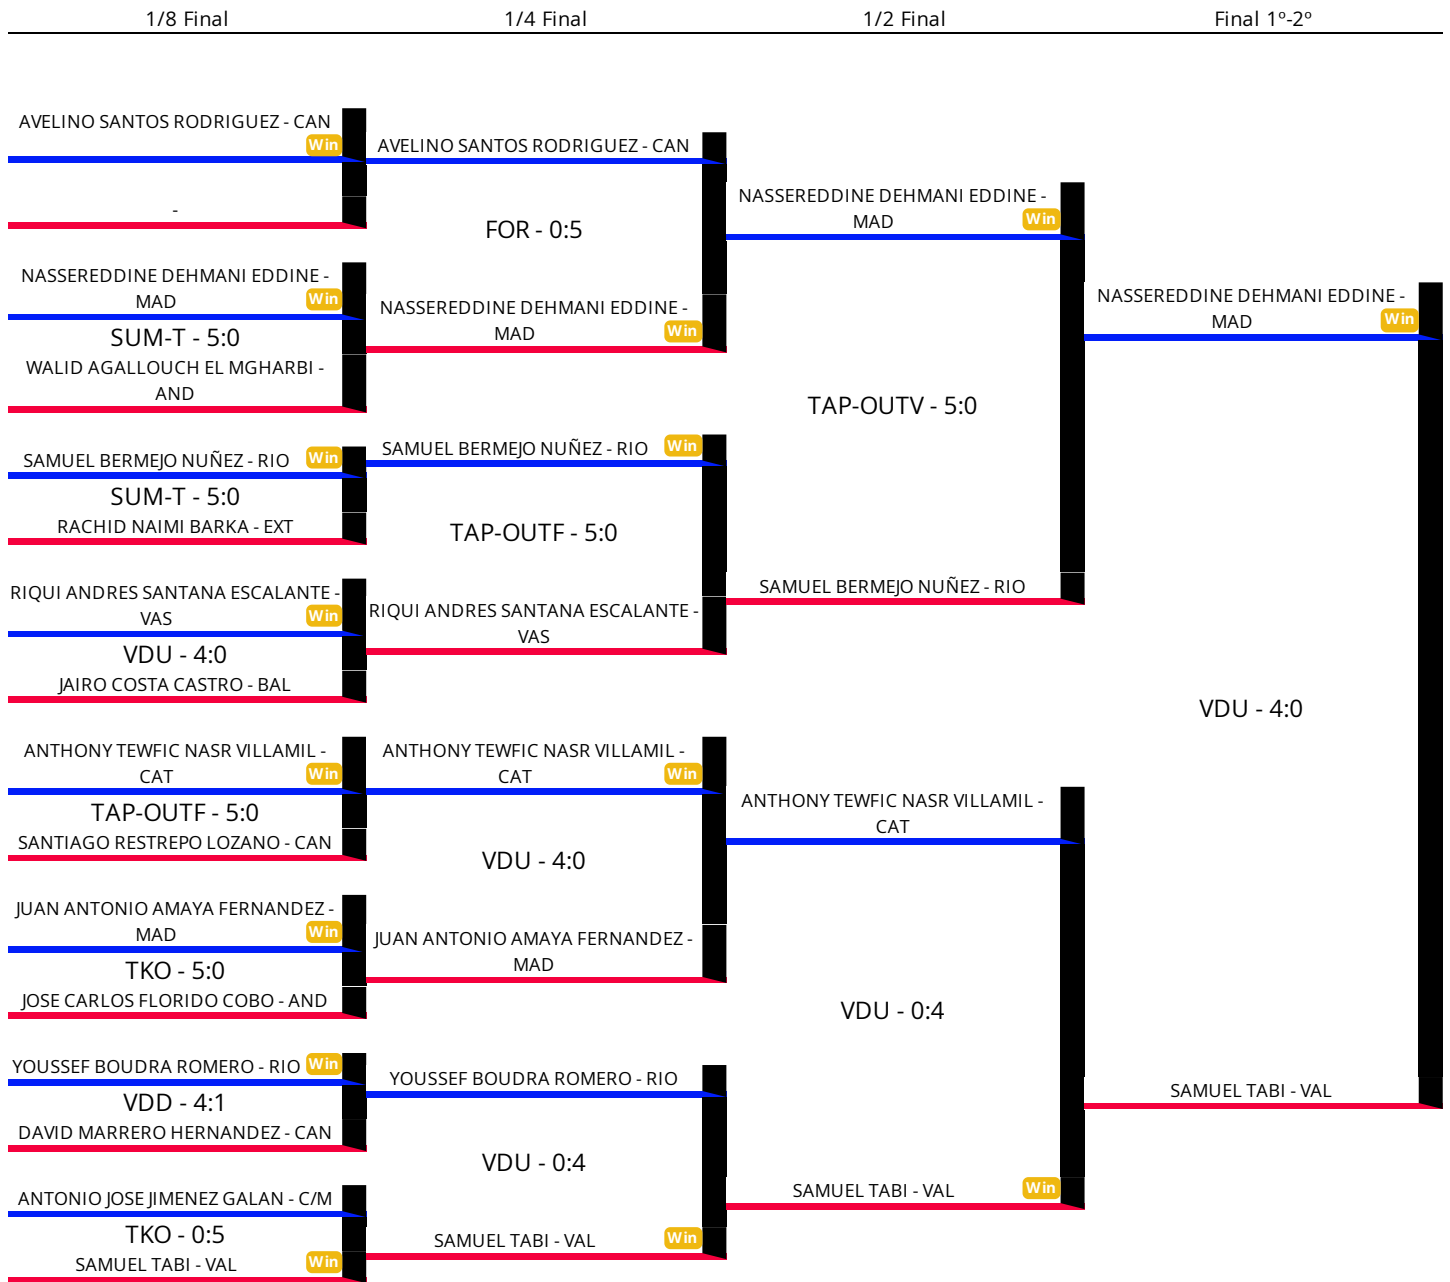 1/8 Final
1/4 Final
1/2 Final
Final 1º-2º
AVELINO SANTOS RODRIGUEZ - CAN
Win
-
NASSEREDDINE DEHMANI EDDINE -
MAD
Win
SUM-T - 5:0
WALID AGALLOUCH EL MGHARBI -
AND
SAMUEL BERMEJO NUÑEZ - RIO
Win
SUM-T - 5:0
RACHID NAIMI BARKA - EXT
RIQUI ANDRES SANTANA ESCALANTE -
VAS
Win
VDU - 4:0
JAIRO COSTA CASTRO - BAL
ANTHONY TEWFIC NASR VILLAMIL -
CAT
Win
TAP-OUTF - 5:0
SANTIAGO RESTREPO LOZANO - CAN
JUAN ANTONIO AMAYA FERNANDEZ -
MAD
Win
TKO - 5:0
JOSE CARLOS FLORIDO COBO - AND
YOUSSEF BOUDRA ROMERO - RIO
Win
VDD - 4:1
DAVID MARRERO HERNANDEZ - CAN
ANTONIO JOSE JIMENEZ GALAN - C/M
TKO - 0:5
SAMUEL TABI - VAL
Win
AVELINO SANTOS RODRIGUEZ - CAN
FOR - 0:5
NASSEREDDINE DEHMANI EDDINE -
MAD
Win
SAMUEL BERMEJO NUÑEZ - RIO
Win
TAP-OUTF - 5:0
RIQUI ANDRES SANTANA ESCALANTE -
VAS
ANTHONY TEWFIC NASR VILLAMIL -
CAT
Win
VDU - 4:0
JUAN ANTONIO AMAYA FERNANDEZ -
MAD
YOUSSEF BOUDRA ROMERO - RIO
VDU - 0:4
SAMUEL TABI - VAL
Win
NASSEREDDINE DEHMANI EDDINE -
MAD
Win
TAP-OUTV - 5:0
SAMUEL BERMEJO NUÑEZ - RIO
ANTHONY TEWFIC NASR VILLAMIL -
CAT
VDU - 0:4
SAMUEL TABI - VAL
Win
NASSEREDDINE DEHMANI EDDINE -
MAD
Win
VDU - 4:0
SAMUEL TABI - VAL